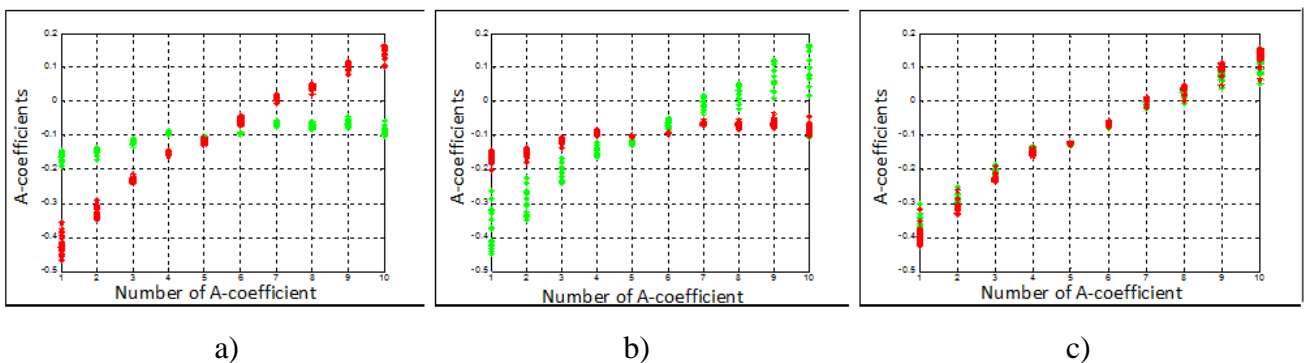 0.2 0.2 0.2
0.1 0.1 0.1
0 0 0
-0.1 -0.1 -0.1
-0.2 -0.2 -0.2
-0.3 -0.3 -0.3
-0.4 -0.4 -0.4
-0.5 -0.5 -0.5
A-coefficients A-coefficients A-coefficients
1 2 3 4 5 6 7 8 9 10 1 2 3 4 5 6 7 8 9 10 1 2 3 4 5 6 7 8 9 10
Number of A-coefficient Number of A-coefficient Number of A-coefficient
a) b) c)